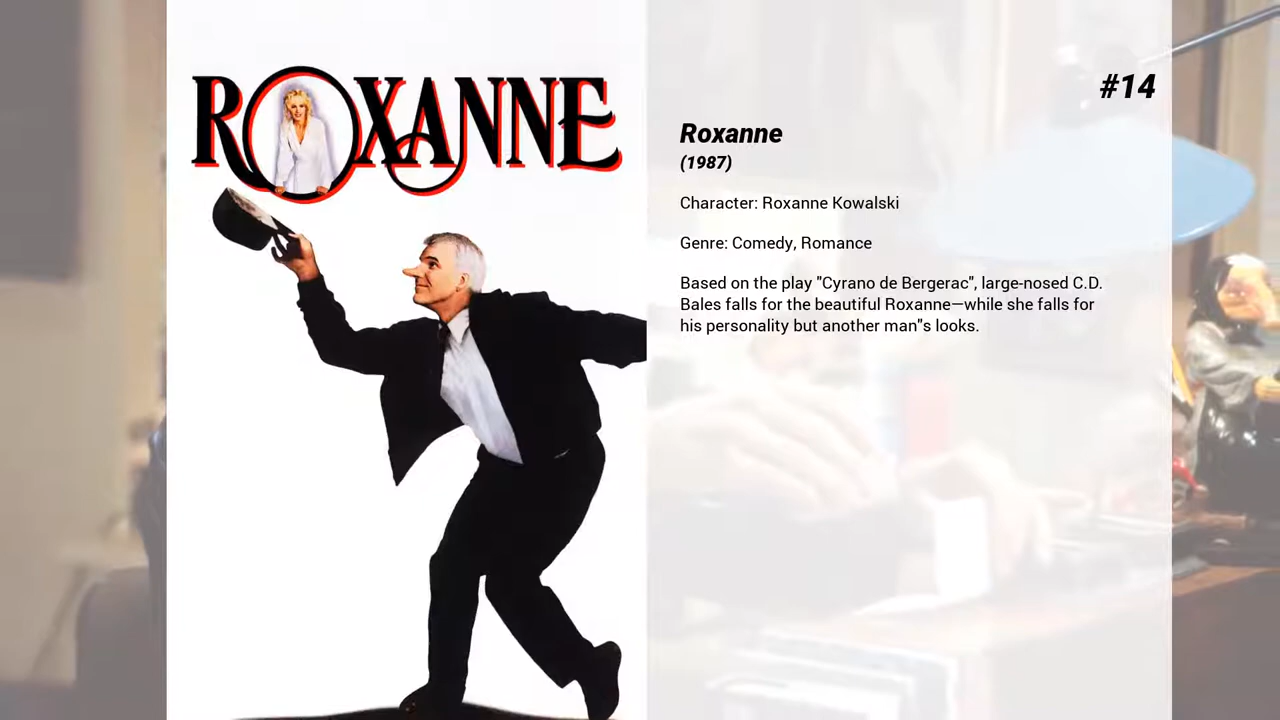 ROXANNE
#14
Roxanne
(1987)
Character: Roxanne Kowalski
Genre: Comedy, Romance
Based on the play "Cyrano de Bergerac", large-nosed C.D.
Bales falls for the beautiful Roxanne—while she falls for
his personality but another man"s looks.